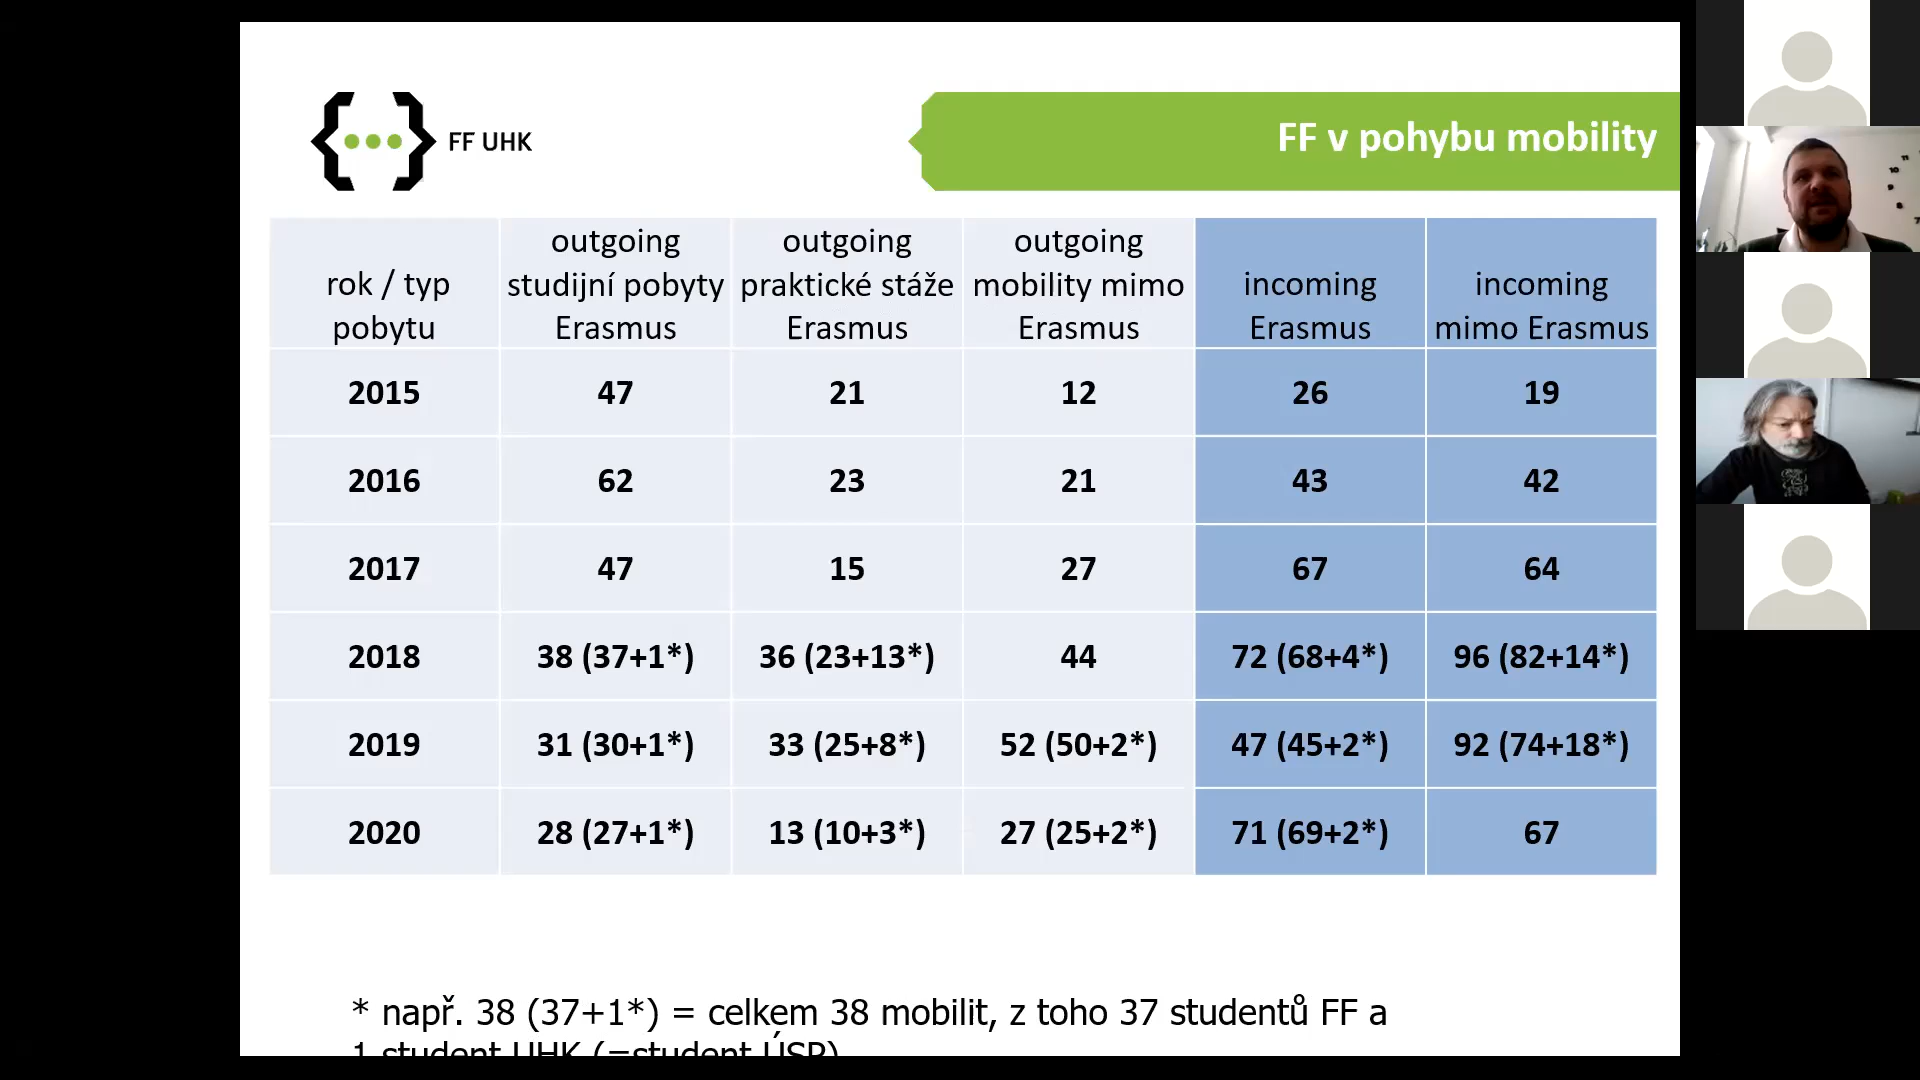 FF UHK
FF v pohybu mobility
rok / typ pobytu
outgoing studijní pobyty Erasmus
outgoing praktické stáže Erasmus
outgoing mobility mimo Erasmus
incoming Erasmus
incoming mimo Erasmus
2015 47 21 12 26 19
2016 62 23 21 43 42
2017 47 15 27 67 64
2018 38 (37+1*) 36 (23+13*) 44 72 (68+4*) 96 (82+14*)
2019 31 (30+1*) 33 (25+8*) 52 (50+2*) 47 (45+2*) 92 (74+18*)
2020 28 (27+1*) 13 (10+3*) 27 (25+2*) 71 (69+2*) 67
* např. 38 (37+1*) = celkem 38 mobilit, z toho 37 studentů FF a
1 student UHK (=student ÚSP)